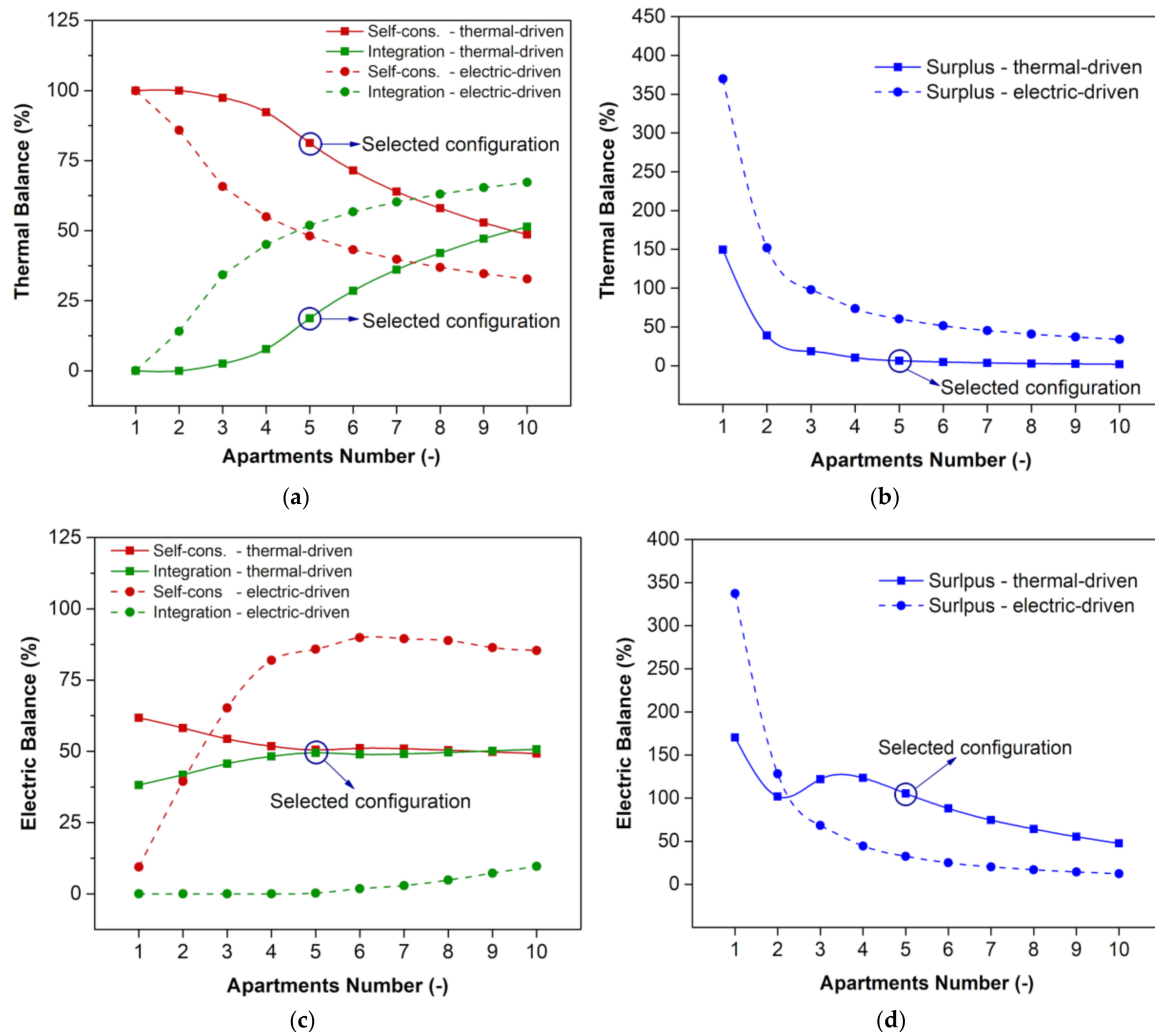 125
100
75
50
25
0
Thermal Balance (%)
Self-cons. - thermal-driven
Integration - thermal-driven
Self-cons. - electric-driven
Integration - electric-driven
Selected configuration
Selected configuration
1 2 3 4 5 6 7 8 9 10
Apartments Number (-)
(a)
450
400
350
300
250
200
150
100
50
0
Thermal Balance (%)
Surplus - thermal-driven
Surplus - electric-driven
Selected configuration
1 2 3 4 5 6 7 8 9 10
Apartments Number (-)
(b)
125
100
75
50
25
0
Electric Balance (%)
Self-cons. - thermal-driven
Integration - thermal-driven
Self-cons - electric-driven
Integration - electric-driven
Selected configuration
1 2 3 4 5 6 7 8 9 10
Apartments Number (-)
(c)
400
350
300
250
200
150
100
50
0
Electric Balance (%)
Surlpus - thermal-driven
Surlpus - electric-driven
Selected configuration
1 2 3 4 5 6 7 8 9 10
Apartments Number (-)
(d)